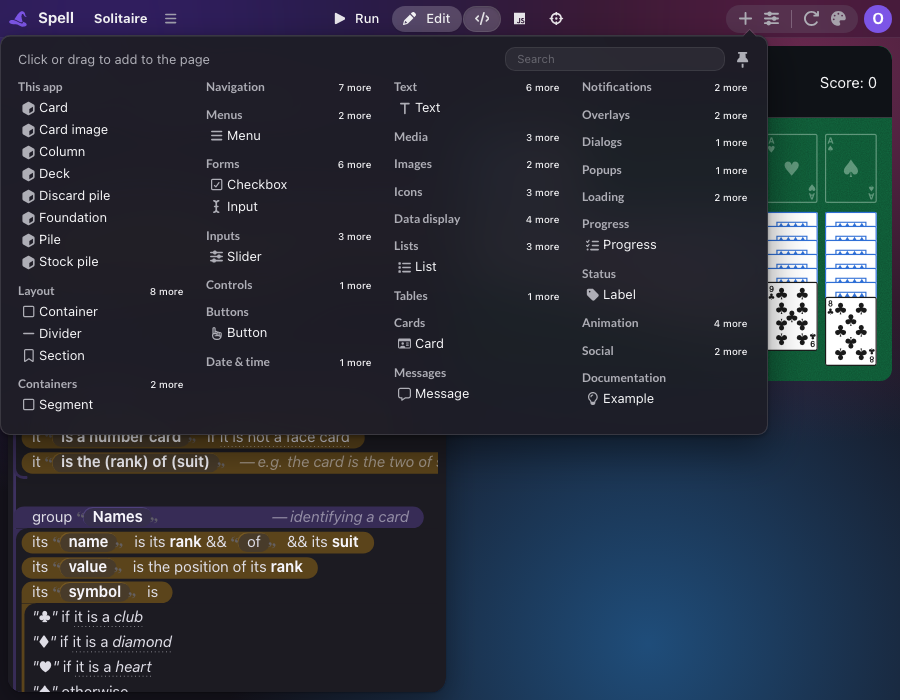 Spell
Solitaire
Run
Edit
JS
O
Click or drag to add to the page
Search
Score: 0
This app
Card
Card image
Column
Deck
Discard pile
Foundation
Pile
Stock pile
Layout 8 more
Container
Divider
Section
Containers 2 more
Segment
Navigation 7 more
Menus 2 more
Menu
Forms 6 more
Checkbox
Input
Inputs 3 more
Slider
Controls 1 more
Buttons
Button
Date & time 1 more
Text 6 more
Text
Media 3 more
Images 2 more
Icons 3 more
Data display 4 more
Lists 3 more
List
Tables 1 more
Cards
Card
Messages
Message
Notifications 2 more
Overlays 2 more
Dialogs 1 more
Popups 1 more
Loading 2 more
Progress
Progress
Status
Label
Animation 4 more
Social 2 more
Documentation
Example
A
A
A
A
9
9
8
8
it “ is a number card „ if it is not a face card
it “ is the (rank) of (suit) „ — e.g. the card is the two of
group “ Names „ — identifying a card
its “ name „ is its rank && “ of „ && its suit
its “ value „ is the position of its rank
its “ symbol „ is
"♣" if it is a club
"♦" if it is a diamond
"♥" if it is a heart
"♠" otherwise